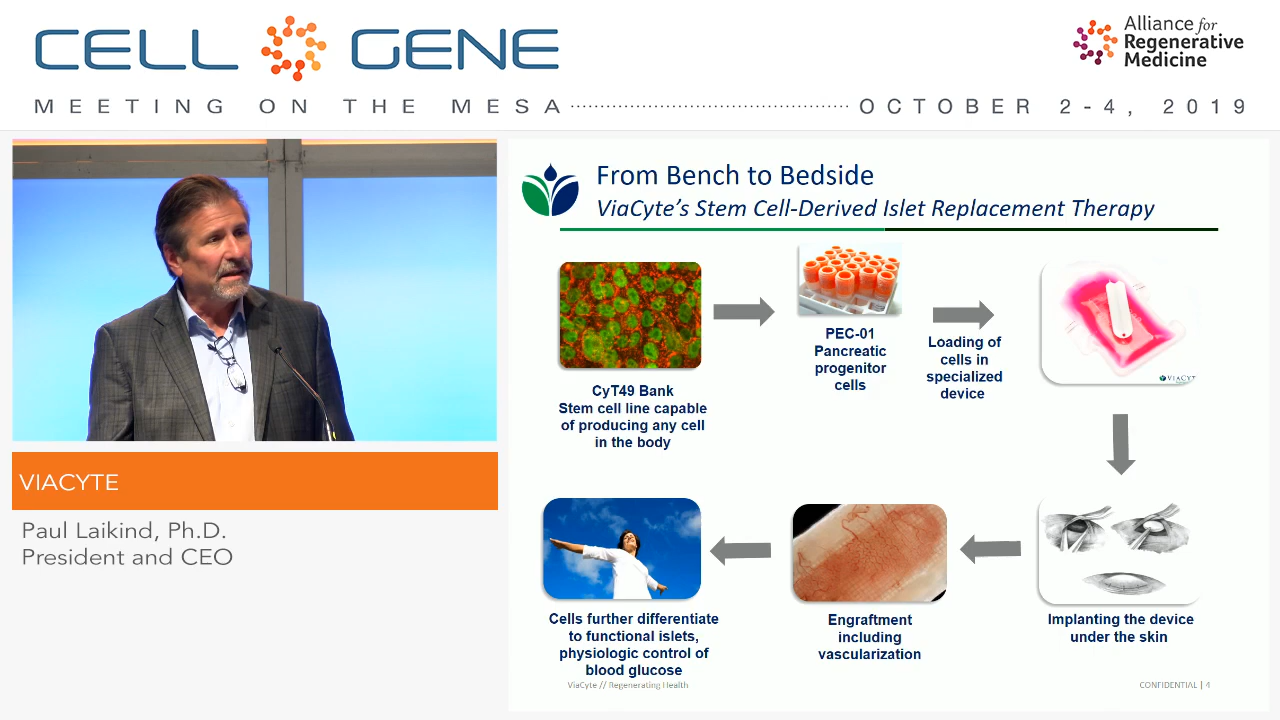 CELL GENE
Alliance for
Regenerative
Medicine
MEETING ON THE MESA
OCTOBER 2-4, 2019
VIACYTE
Paul Laikind, Ph.D.
President and CEO
From Bench to Bedside
ViaCyte's Stem Cell-Derived Islet Replacement Therapy
CyT49 Bank
Stem cell line capable
of producing any cell
in the body
PEC-01
Pancreatic
progenitor
cells
Loading of
cells in
specialized
device
VIACYT
Implanting the device
under the skin
Engraftment
including
vascularization
Cells further differentiate
to functional islets,
physiologic control of
blood glucose
ViaCyte // Regenerating Health
CONFIDENTIAL | 4